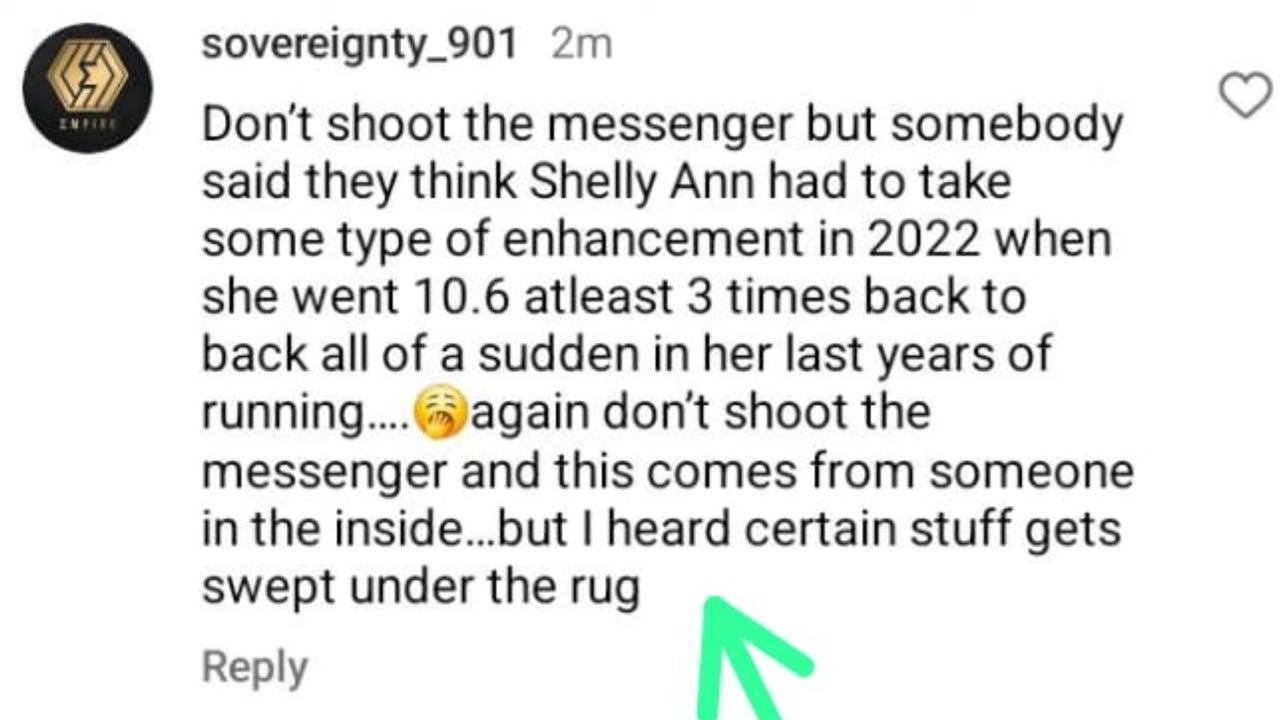 sovereignty_901 2m
Don't shoot the messenger but somebody
said they think Shelly Ann had to take
some type of enhancement in 2022 when
she went 10.6 atleast 3 times back to
back all of a sudden in her last years of
running....🥱again don't shoot the
messenger and this comes from someone
in the inside...but I heard certain stuff gets
swept under the rug
Reply